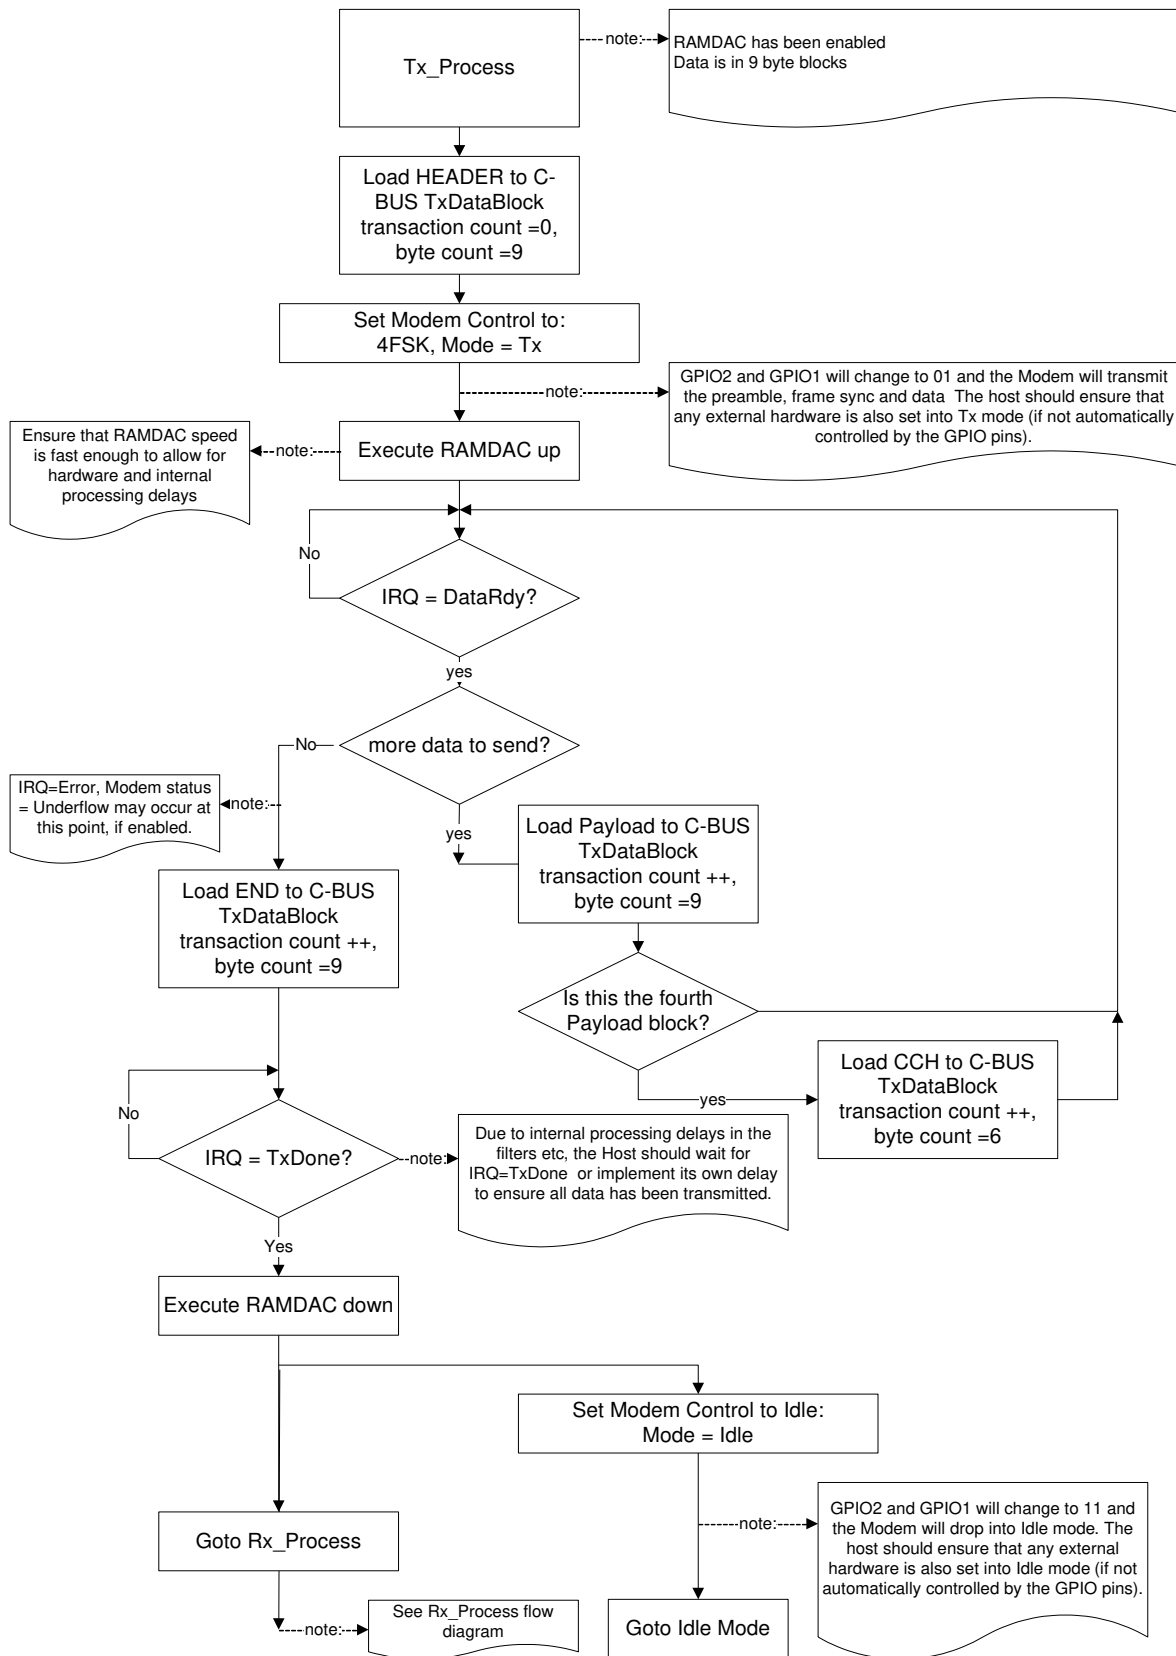 Tx_Process
note:
RAMDAC has been enabled
Data is in 9 byte blocks
Load HEADER to C-
BUS TxDataBlock
transaction count =0,
byte count =9
Set Modem Control to:
4FSK, Mode = Tx
note:
GPIO2 and GPIO1 will change to 01 and the Modem will transmit
the preamble, frame sync and data  The host should ensure that
any external hardware is also set into Tx mode (if not automatically
controlled by the GPIO pins).
Ensure that RAMDAC speed
is fast enough to allow for
hardware and internal
processing delays
note:
Execute RAMDAC up
No
IRQ = DataRdy?
yes
more data to send?
No
IRQ=Error, Modem status
= Underflow may occur at
this point, if enabled.
note:
yes
Load Payload to C-BUS
TxDataBlock
transaction count ++,
byte count =9
Load END to C-BUS
TxDataBlock
transaction count ++,
byte count =9
Is this the fourth
Payload block?
yes
Load CCH to C-BUS
TxDataBlock
transaction count ++,
byte count =6
No
IRQ = TxDone?
note:
Due to internal processing delays in the
filters etc, the Host should wait for
IRQ=TxDone  or implement its own delay
to ensure all data has been transmitted.
Yes
Execute RAMDAC down
Set Modem Control to Idle:
Mode = Idle
Goto Rx_Process
note:
GPIO2 and GPIO1 will change to 11 and
the Modem will drop into Idle mode. The
host should ensure that any external
hardware is also set into Idle mode (if not
automatically controlled by the GPIO pins).
note:
See Rx_Process flow
diagram
Goto Idle Mode